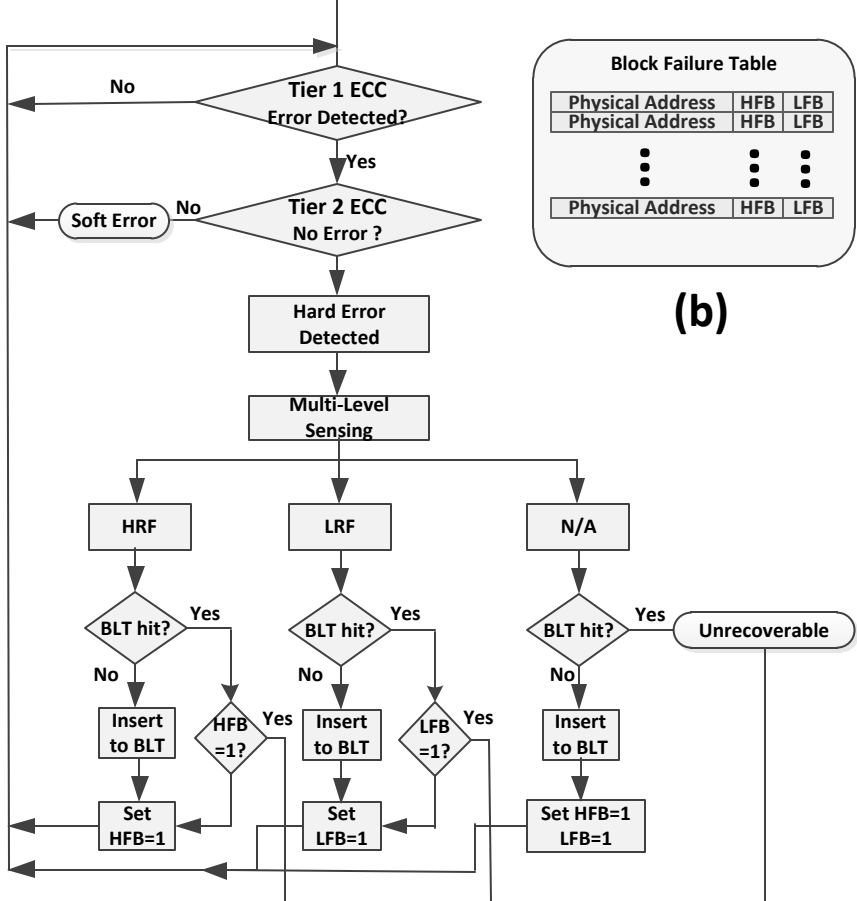 Tier 1 ECC
Error Detected?
No
Yes
Tier 2 ECC
No Error ?
No
Soft Error
Hard Error
Detected
Multi-Level
Sensing
HRF
LRF
N/A
BLT hit?
Yes
No
BLT hit?
Yes
No
BLT hit?
Yes
No
Unrecoverable
Insert
to BLT
HFB
=1?
Yes
Insert
to BLT
LFB
=1?
Yes
Insert
to BLT
Set
HFB=1
Set
LFB=1
Set HFB=1
LFB=1
Block Failure Table
Physical Address HFB LFB
Physical Address HFB LFB
Physical Address HFB LFB
(b)